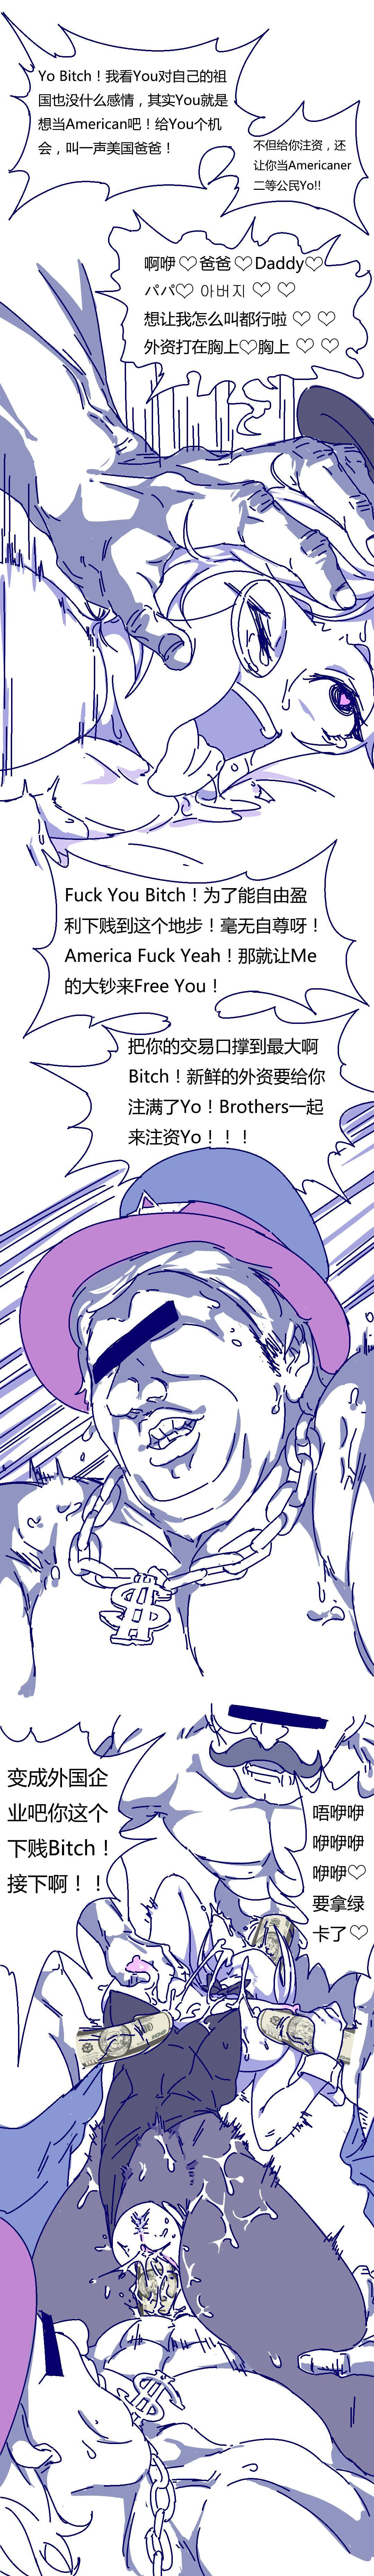 Yo Bitch！我看You对自己的祖
国也没什么感情，其实You就是
想当American吧！给You个机
会，叫一声美国爸爸！
不但给你注资，还
让你当Americaner
二等公民Yo!!
啊咿♡爸爸♡Daddy♡
パパ♡ 아버지 ♡ ♡
想让我怎么叫都行啦 ♡ ♡
外资打在胸上♡胸上 ♡ ♡
Fuck You Bitch！为了能自由盈
利下贱到这个地步！毫无自尊呀！
America Fuck Yeah！那就让Me
的大钞来Free You！
把你的交易口撑到最大啊
Bitch！新鲜的外资要给你
注满了Yo！Brothers一起
来注资Yo！！！
变成外国企
业吧你这个
下贱Bitch！
接下啊！！
唔咿咿
咿咿咿
咿咿♡
要拿绿
卡了♡